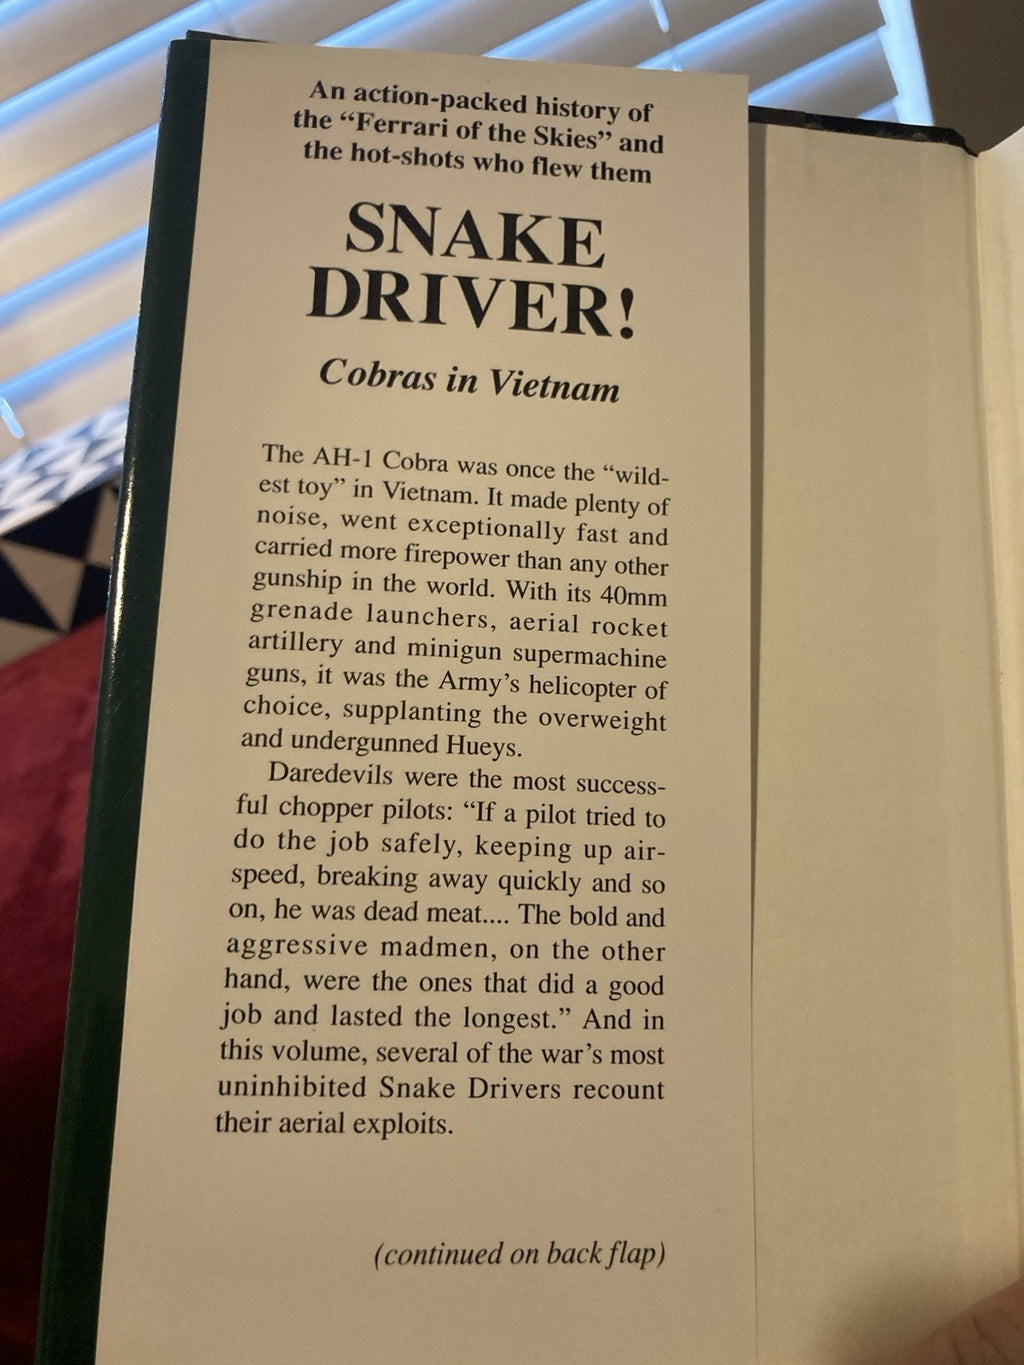 An action-packed history of
the “Ferrari of the Skies” and
the hot-shots who flew them
SNAKE
DRIVER!
Cobras in Vietnam
The AH-1 Cobra was once the “wild-
est toy” in Vietnam. It made plenty of
noise, went exceptionally fast and
carried more firepower than any other
gunship in the world. With its 40mm
grenade launchers, aerial rocket
artillery and minigun supermachine
guns, it was the Army’s helicopter of
choice, supplanting the overweight
and undergunned Hueys.
Daredevils were the most success-
ful chopper pilots: “If a pilot tried to
do the job safely, keeping up air-
speed, breaking away quickly and so
on, he was dead meat.... The bold and
aggressive madmen, on the other
hand, were the ones that did a good
job and lasted the longest.” And in
this volume, several of the war’s most
uninhibited Snake Drivers recount
their aerial exploits.
(continued on back flap)